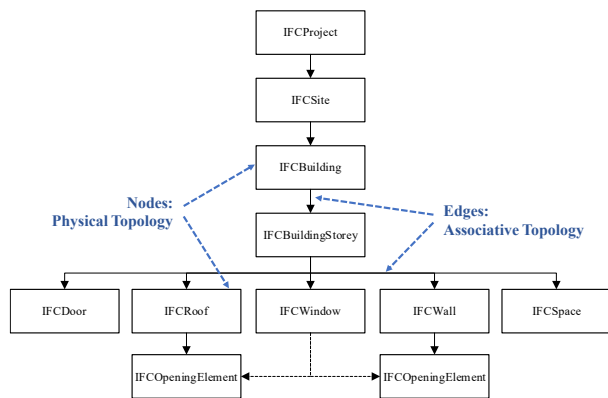 IFCProject
IFCSite
IFCBuilding
Nodes:
Physical Topology
Edges:
Associative Topology
IFCBuildingStorey
IFCDoor
IFCRoof
IFCWindow
IFCWall
IFCSpace
IFCOpeningElement
IFCOpeningElement